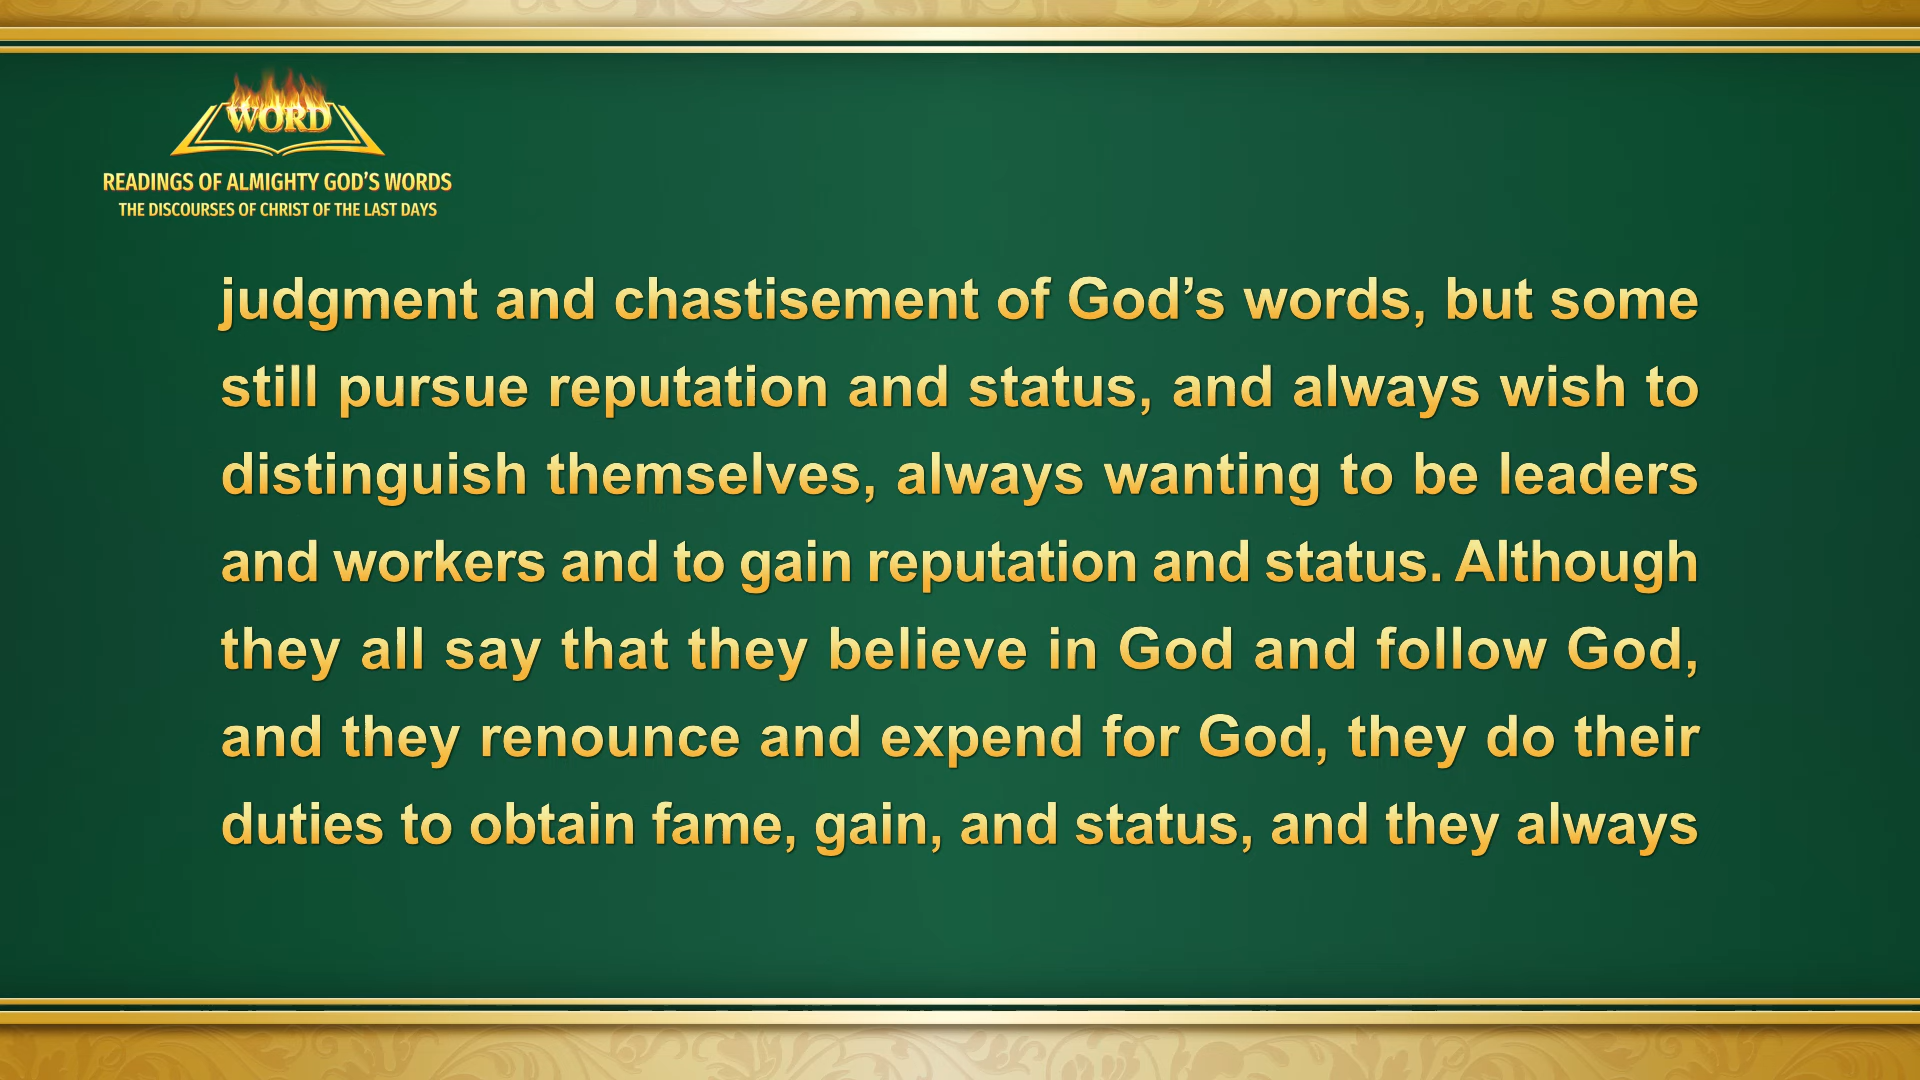 WORD
READINGS OF ALMIGHTY GOD’S WORDS
THE DISCOURSES OF CHRIST OF THE LAST DAYS
judgment and chastisement of God’s words, but some
still pursue reputation and status, and always wish to
distinguish themselves, always wanting to be leaders
and workers and to gain reputation and status. Although
they all say that they believe in God and follow God,
and they renounce and expend for God, they do their
duties to obtain fame, gain, and status, and they always